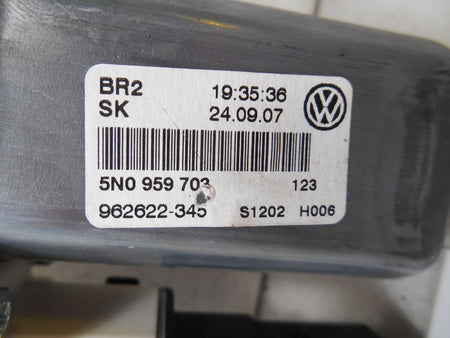 BR2 19:35:36
SK 24.09.07
5N0 959 703 123
962622-345 S1202 H006